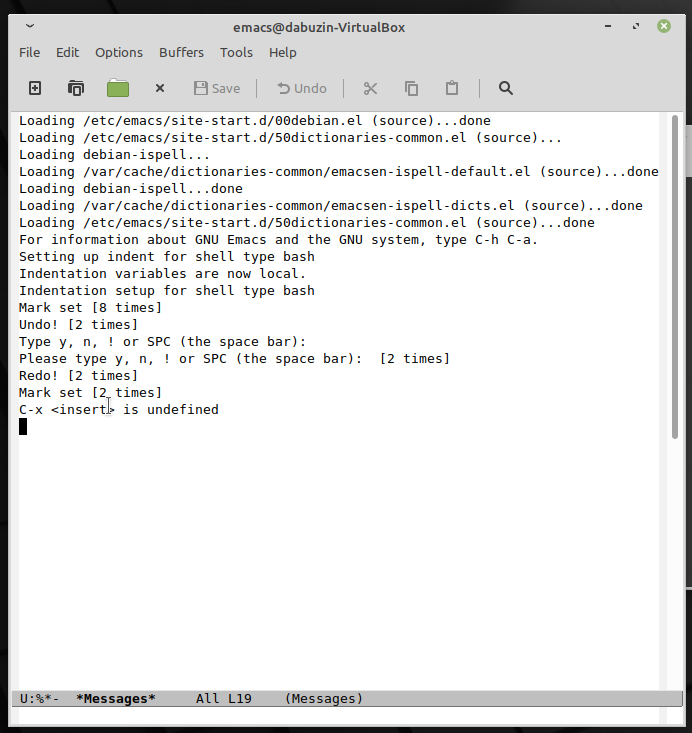 emacs@dabuzin-VirtualBox
File Edit Options Buffers Tools Help
Save Undo
Loading /etc/emacs/site-start.d/00debian.el (source)...done
Loading /etc/emacs/site-start.d/50dictionaries-common.el (source)...
Loading debian-ispell...
Loading /var/cache/dictionaries-common/emacsen-ispell-default.el (source)...done
Loading debian-ispell...done
Loading /var/cache/dictionaries-common/emacsen-ispell-dicts.el (source)...done
Loading /etc/emacs/site-start.d/50dictionaries-common.el (source)...done
For information about GNU Emacs and the GNU system, type C-h C-a.
Setting up indent for shell type bash
Indentation variables are now local.
Indentation setup for shell type bash
Mark set [8 times]
Undo! [2 times]
Type y, n, ! or SPC (the space bar):
Please type y, n, ! or SPC (the space bar):  [2 times]
Redo! [2 times]
Mark set [2 times]
C-x <insert> is undefined
U:%*-  *Messages*     All L19    (Messages)